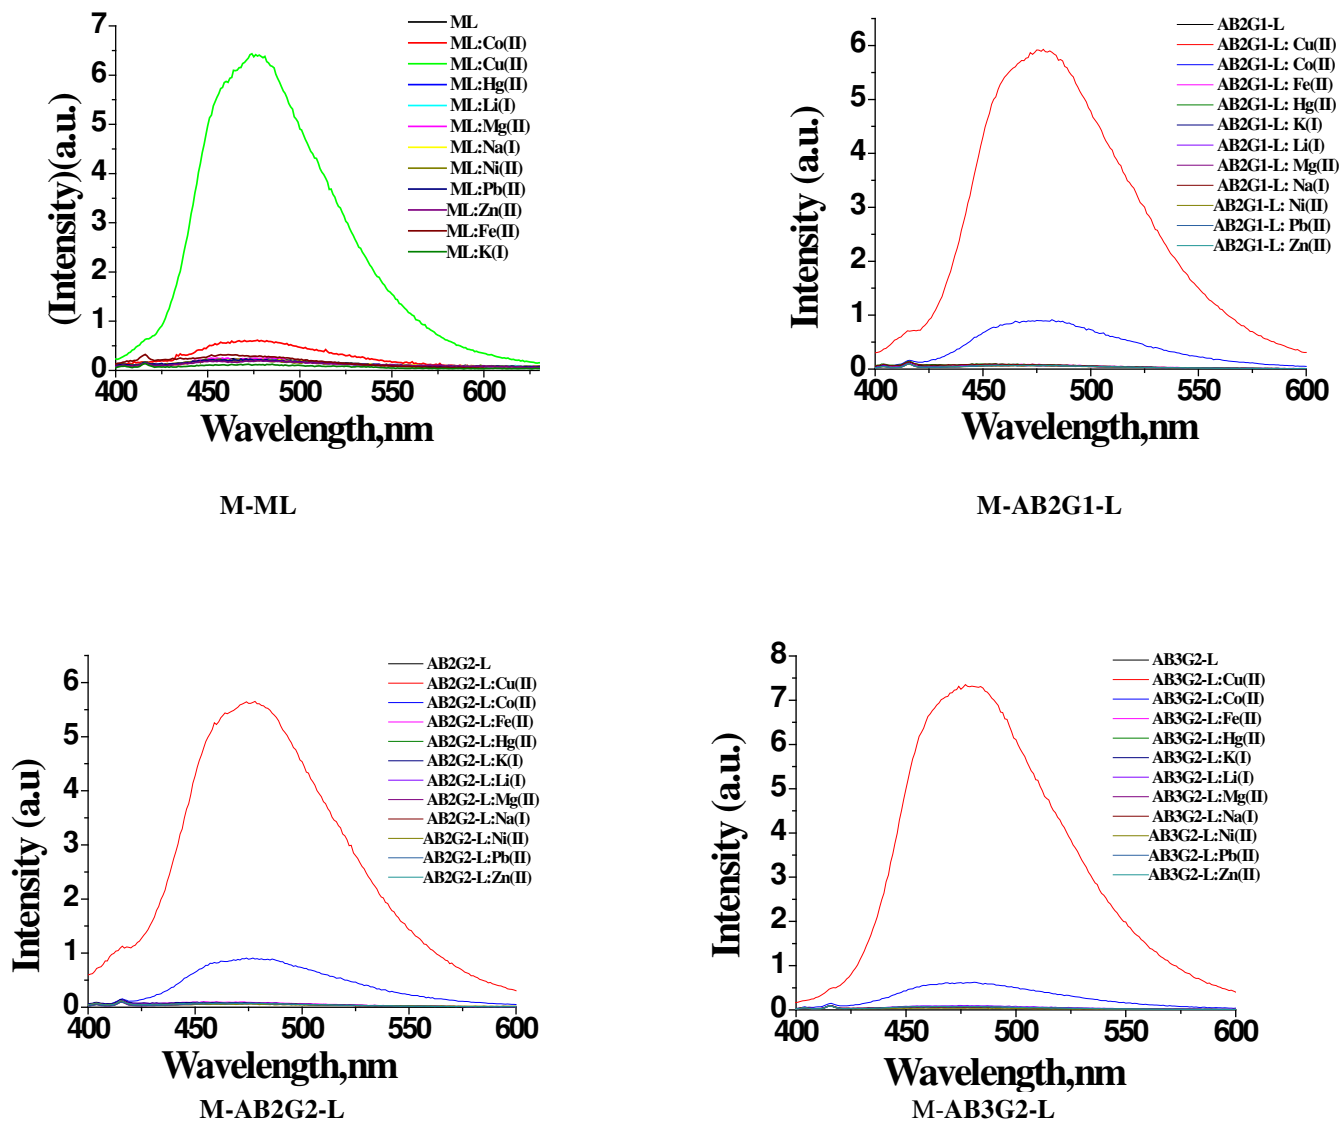 7
6
5
4
3
2
1
0
(Intensity)(a.u.)
400 450 500 550 600
Wavelength,nm
ML
ML:Co(II)
ML:Cu(II)
ML:Hg(II)
ML:Li(I)
ML:Mg(II)
ML:Na(I)
ML:Ni(II)
ML:Pb(II)
ML:Zn(II)
ML:Fe(II)
ML:K(I)
M-ML
6
5
4
3
2
1
0
Intensity (a.u.)
400 450 500 550 600
Wavelength,nm
AB2G1-L
AB2G1-L: Cu(II)
AB2G1-L: Co(II)
AB2G1-L: Fe(II)
AB2G1-L: Hg(II)
AB2G1-L: K(I)
AB2G1-L: Li(I)
AB2G1-L: Mg(II)
AB2G1-L: Na(I)
AB2G1-L: Ni(II)
AB2G1-L: Pb(II)
AB2G1-L: Zn(II)
M-AB2G1-L
6
5
4
3
2
1
0
Intensity (a.u)
400 450 500 550 600
Wavelength,nm
AB2G2-L
AB2G2-L:Cu(II)
AB2G2-L:Co(II)
AB2G2-L:Fe(II)
AB2G2-L:Hg(II)
AB2G2-L:K(I)
AB2G2-L:Li(I)
AB2G2-L:Mg(II)
AB2G2-L:Na(I)
AB2G2-L:Ni(II)
AB2G2-L:Pb(II)
AB2G2-L:Zn(II)
M-AB2G2-L
8
7
6
5
4
3
2
1
0
Intensity (a.u.)
400 450 500 550 600
Wavelength,nm
AB3G2-L
AB3G2-L:Cu(II)
AB3G2-L:Co(II)
AB3G2-L:Fe(II)
AB3G2-L:Hg(II)
AB3G2-L:K(I)
AB3G2-L:Li(I)
AB3G2-L:Mg(II)
AB3G2-L:Na(I)
AB3G2-L:Ni(II)
AB3G2-L:Pb(II)
AB3G2-L:Zn(II)
M-AB3G2-L